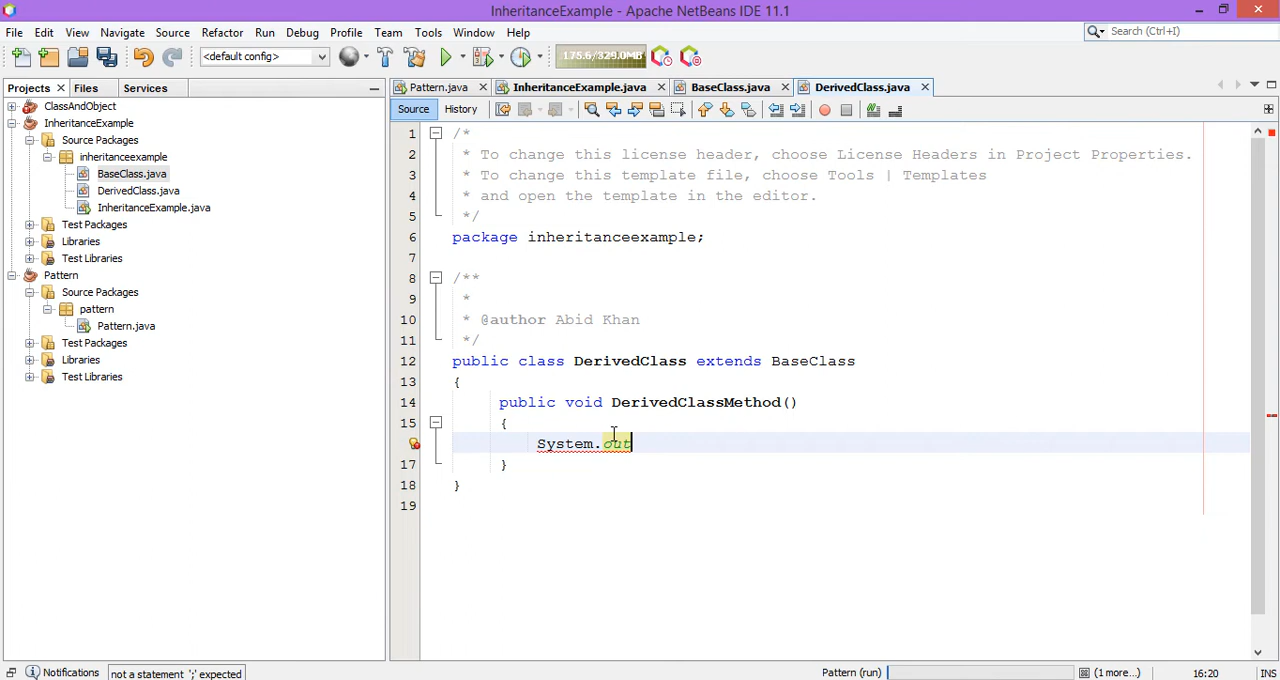 InheritanceExample - Apache NetBeans IDE 11.1
File Edit View Navigate Source Refactor Run Debug Profile Team Tools Window Help
Search (Ctrl+I)
<default config>
175.6/329.0MB
Projects Files Services
Pattern.java InheritanceExample.java BaseClass.java DerivedClass.java
Source History
ClassAndObject
InheritanceExample
Source Packages
inheritanceexample
BaseClass.java
DerivedClass.java
InheritanceExample.java
Test Packages
Libraries
Test Libraries
Pattern
Source Packages
pattern
Pattern.java
Test Packages
Libraries
Test Libraries
1 /*
2 * To change this license header, choose License Headers in Project Properties.
3 * To change this template file, choose Tools | Templates
4 * and open the template in the editor.
5 */
6 package inheritanceexample;
7
8 /**
9 *
10 * @author Abid Khan
11 */
12 public class DerivedClass extends BaseClass
13 {
14 public void DerivedClassMethod()
15 {
System.out
17 }
18 }
19
Notifications not a statement ';' expected
Pattern (run) (1 more...) 16:20 INS